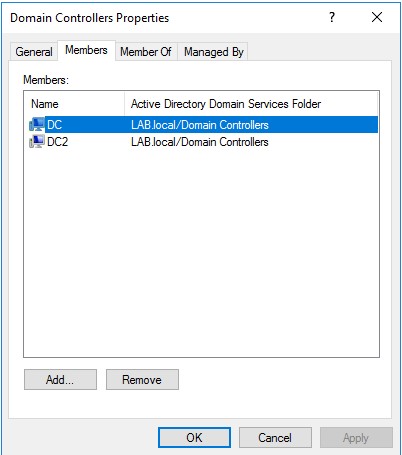 Domain Controllers Properties ? ×
General Members Member Of Managed By
Members:
Name Active Directory Domain Services Folder
DC LAB.local/Domain Controllers
DC2 LAB.local/Domain Controllers
Add... Remove
OK Cancel Apply